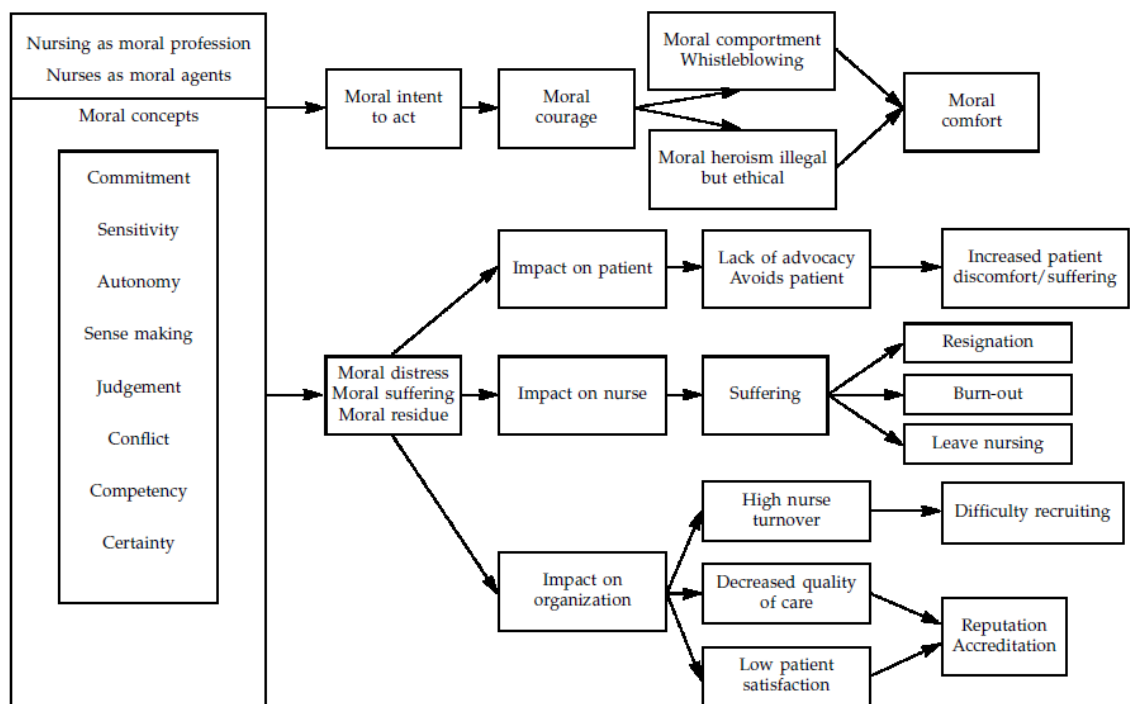 Nursing as moral profession
Nurses as moral agents
Moral concepts
Commitment
Sensitivity
Autonomy
Sense making
Judgement
Conflict
Competency
Certainty
Moral intent
to act
Moral
courage
Moral comportment
Whistleblowing
Moral heroism illegal
but ethical
Moral
comfort
Moral distress
Moral suffering
Moral residue
Impact on patient
Lack of advocacy
Avoids patient
Increased patient
discomfort/suffering
Impact on nurse
Suffering
Resignation
Burn-out
Leave nursing
Impact on
organization
High nurse
turnover
Difficulty recruiting
Decreased quality
of care
Low patient
satisfaction
Reputation
Accreditation